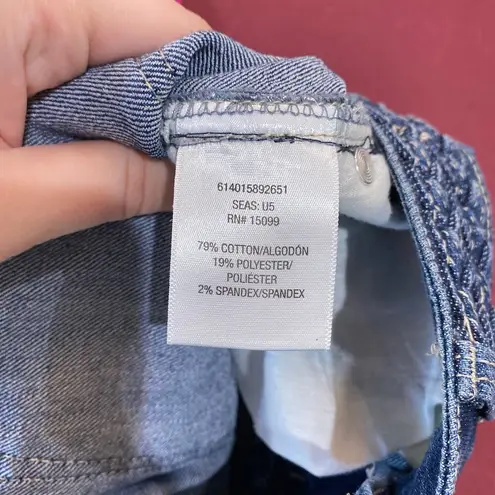 614015892651
SEAS: U5
RN# 15099
79% COTTON/ALGODÓN
19% POLYESTER/
POLIÉSTER
2% SPANDEX/SPANDEX